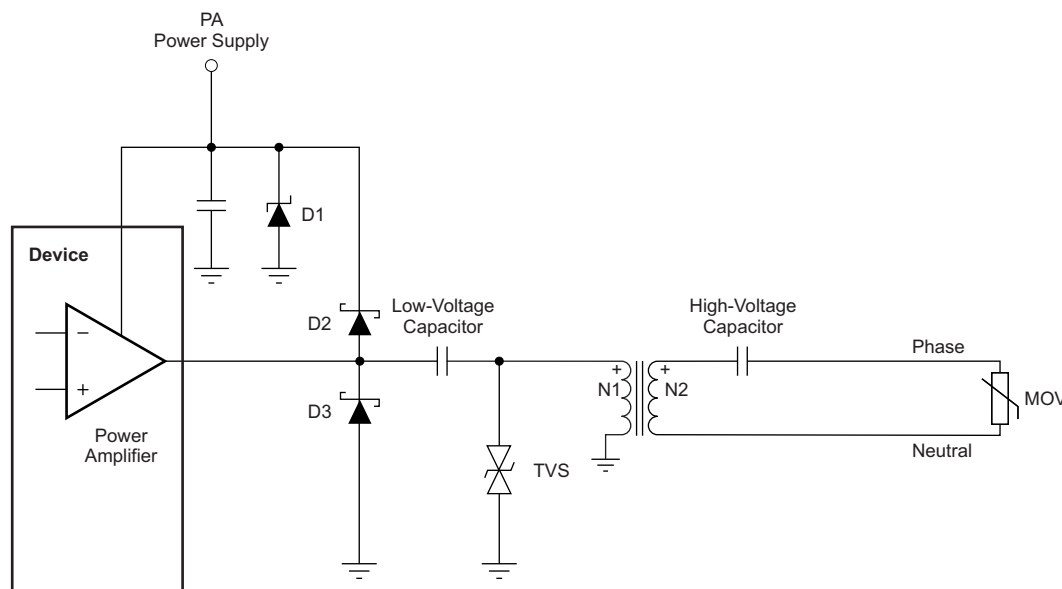 PA
Power Supply
D1
Device
Low-Voltage
Capacitor
High-Voltage
Capacitor
D2
Phase
−
+
+
+
N1
N2
D3
MOV
Power
Amplifier
TVS
Neutral